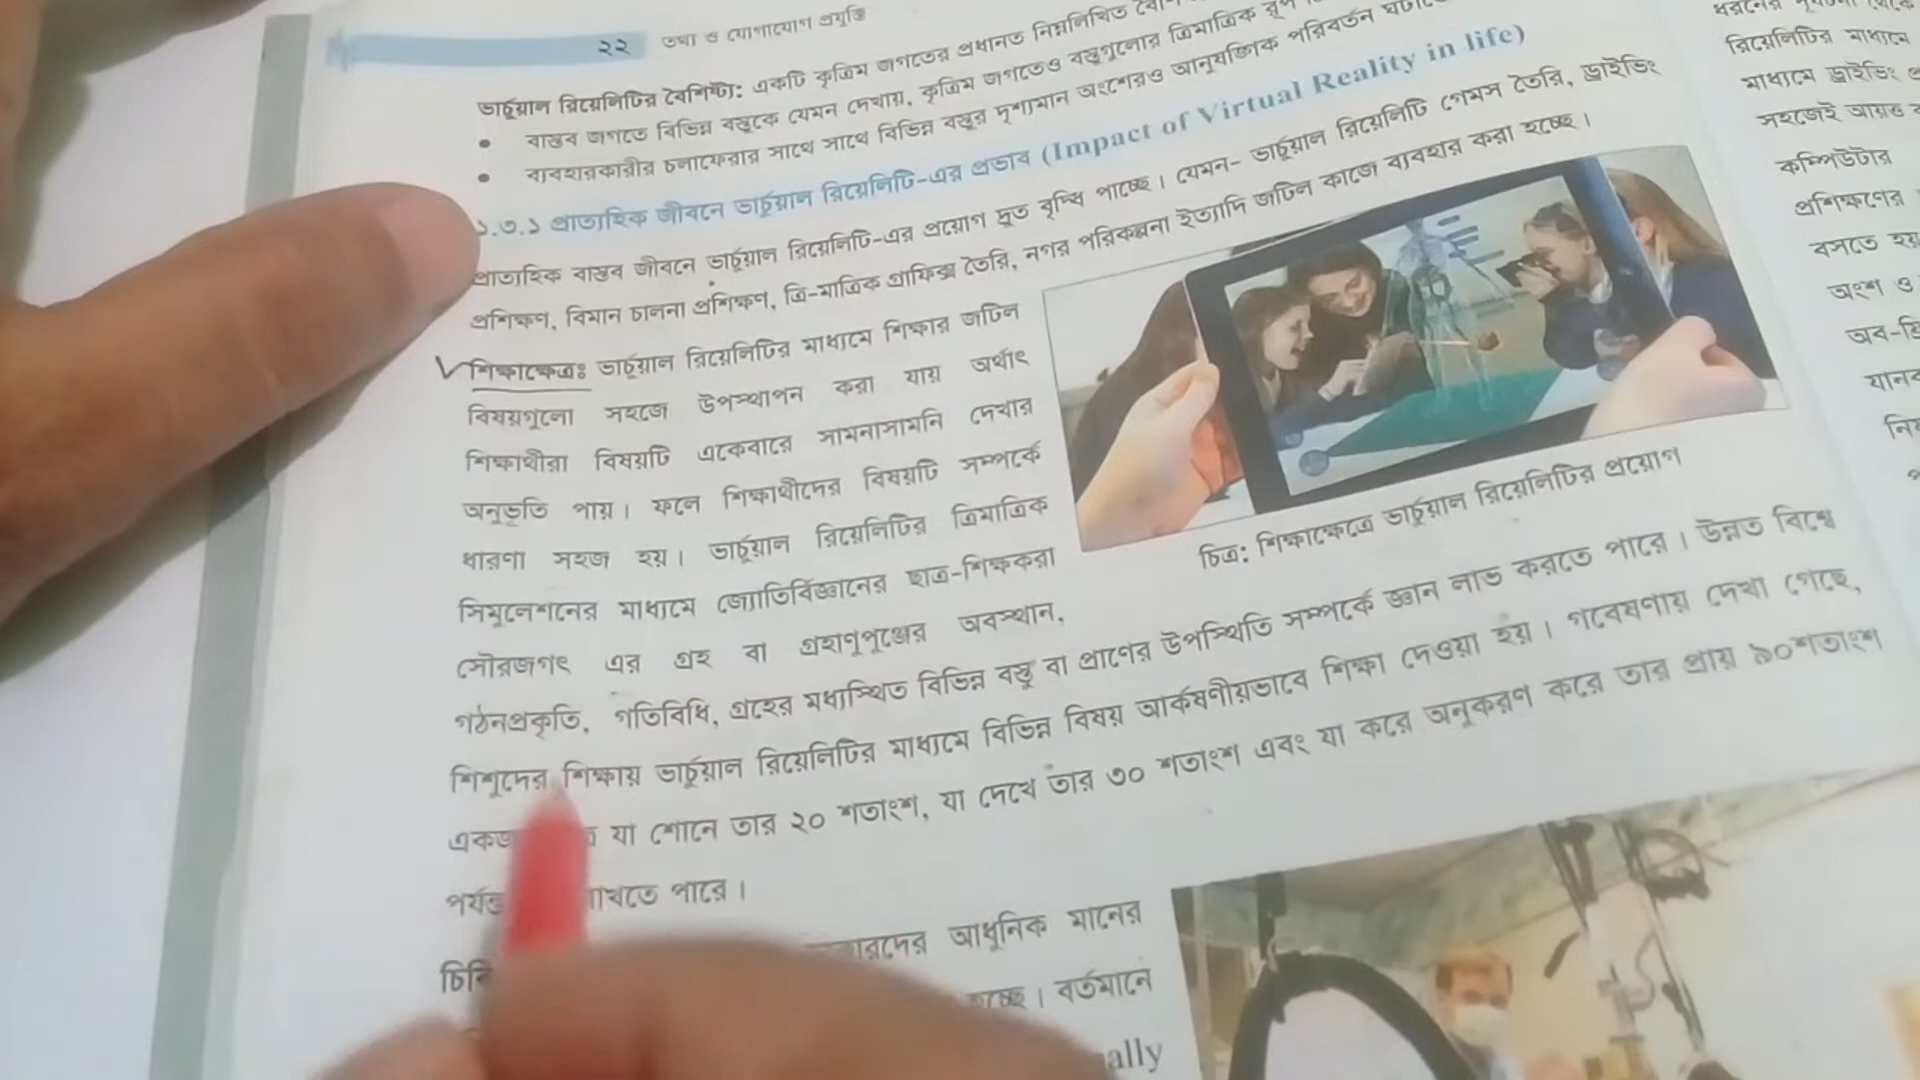 ২২ তথ্য ও যোগাযোগ প্রযুক্তি
ভার্চুয়াল রিয়েলিটির বৈশিষ্ট্য: একটি কৃত্রিম জগতের প্রধানত নিম্নলিখিত
• বাস্তব জগতে বিভিন্ন বস্তুকে যেমন দেখায়, কৃত্রিম জগতেও বস্তুগুলোর ত্রিমাত্রিক রূপ
• ব্যবহারকারীর চলাফেরার সাথে সাথে বিভিন্ন বস্তুর দৃশ্যমান অংশেরও আনুষঙ্গিক পরিবর্তন
১.৩.১ প্রাত্যহিক জীবনে ভার্চুয়াল রিয়েলিটি-এর প্রভাব (Impact of Virtual Reality in life)
প্রাত্যহিক বাস্তব জীবনে ভার্চুয়াল রিয়েলিটি-এর প্রয়োগ দ্রুত বৃদ্ধি পাচ্ছে। যেমন- ভার্চুয়াল রিয়েলিটি গেমস তৈরি, ড্রাইভিং
প্রশিক্ষণ, বিমান চালনা প্রশিক্ষণ, ত্রি-মাত্রিক গ্রাফিক্স তৈরি, নগর পরিকল্পনা ইত্যাদি জটিল কাজে ব্যবহার করা হচ্ছে।
শিক্ষাক্ষেত্রঃ ভার্চুয়াল রিয়েলিটির মাধ্যমে শিক্ষার জটিল
বিষয়গুলো সহজে উপস্থাপন করা যায় অর্থাৎ
শিক্ষার্থীরা বিষয়টি একেবারে সামনাসামনি দেখার
অনুভূতি পায়। ফলে শিক্ষার্থীদের বিষয়টি সম্পর্কে
ধারণা সহজ হয়। ভার্চুয়াল রিয়েলিটির ত্রিমাত্রিক
সিমুলেশনের মাধ্যমে জ্যোতির্বিজ্ঞানের ছাত্র-শিক্ষকরা
সৌরজগৎ এর গ্রহ বা গ্রহাণুপুঞ্জের অবস্থান,
চিত্র: শিক্ষাক্ষেত্রে ভার্চুয়াল রিয়েলিটির প্রয়োগ
গঠনপ্রকৃতি, গতিবিধি, গ্রহের মধ্যস্থিত বিভিন্ন বস্তু বা প্রাণের উপস্থিতি সম্পর্কে জ্ঞান লাভ করতে পারে। উন্নত বিশ্বে
শিশুদের শিক্ষায় ভার্চুয়াল রিয়েলিটির মাধ্যমে বিভিন্ন বিষয় আর্কষণীয়ভাবে শিক্ষা দেওয়া হয়। গবেষণায় দেখা গেছে,
যা শোনে তার ২০ শতাংশ, যা দেখে তার ৩০ শতাংশ এবং যা করে অনুকরণ করে তার প্রায় ৯০শতাংশ
পারে।
আধুনিক মানের
বর্তমানে
রিয়েলিটির মাধ্যমে
মাধ্যমে ড্রাইভিং
সহজেই আয়ত্ত
কম্পিউটার
প্রশিক্ষণের
বসতে হয়
অংশ ও